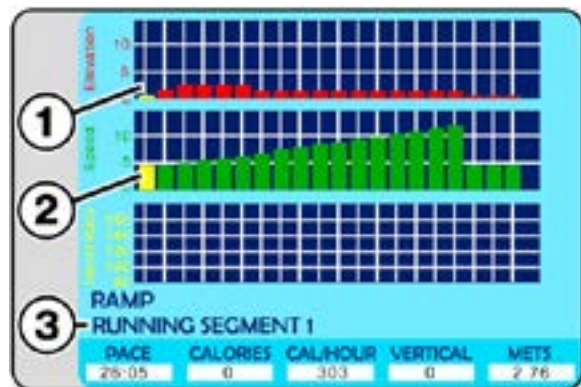 Elevation
10
5
1
Speed
10
5
2
RAMP
3
RUNNING SEGMENT 1
PACE CALORIES CAL/HOUR VERTICAL METS
26:05 0 303 0 2.76